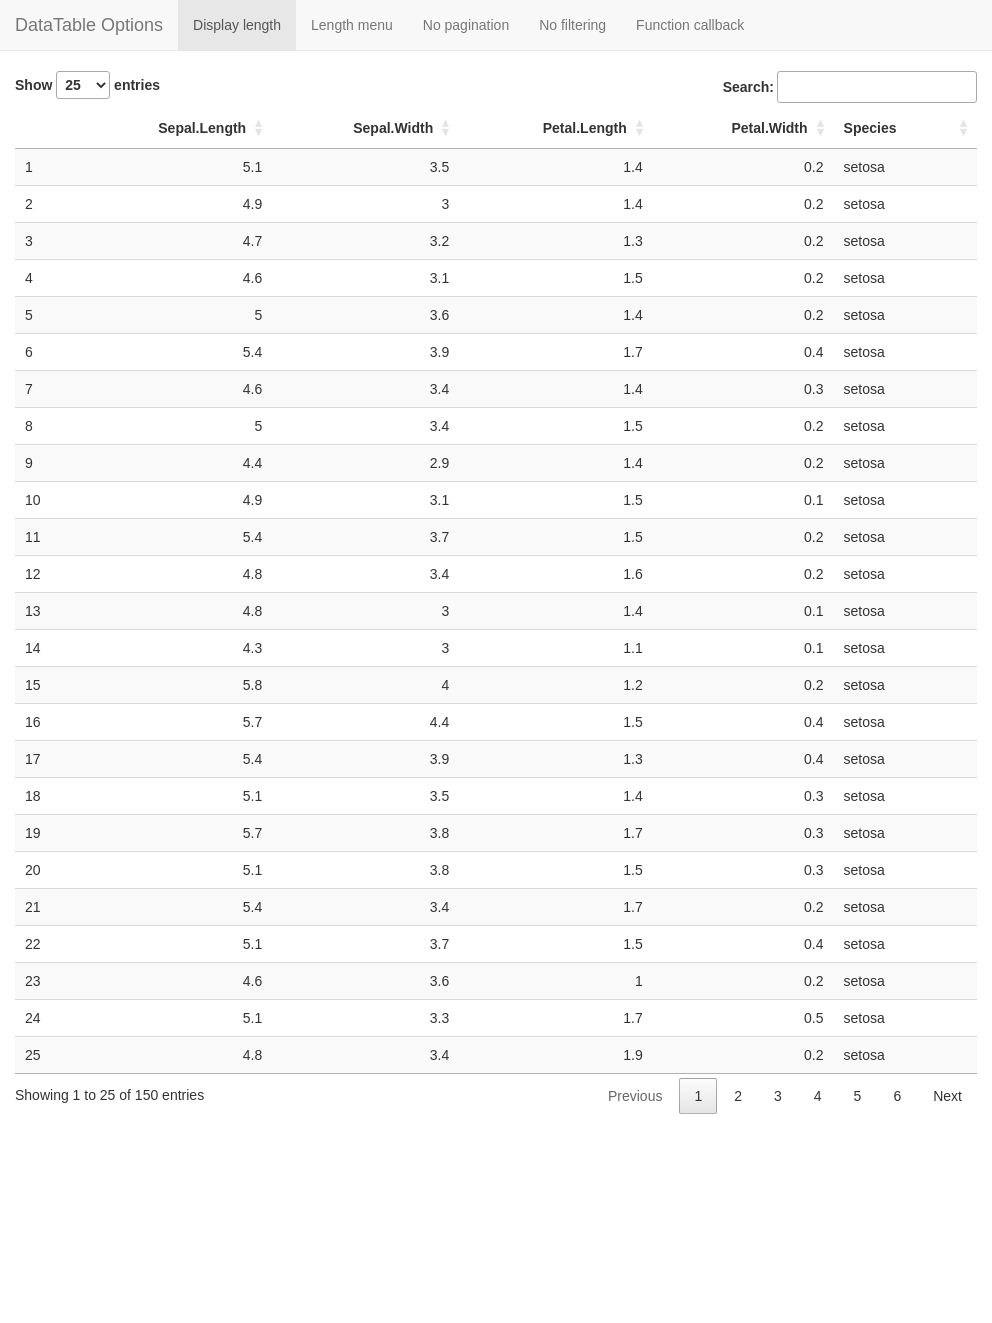 DataTable Options Display length Length menu No pagination No filtering Function callback
Show 25 entries Search:
Sepal.Length Sepal.Width Petal.Length Petal.Width Species
1 5.1 3.5 1.4 0.2 setosa
2 4.9 3 1.4 0.2 setosa
3 4.7 3.2 1.3 0.2 setosa
4 4.6 3.1 1.5 0.2 setosa
5 5 3.6 1.4 0.2 setosa
6 5.4 3.9 1.7 0.4 setosa
7 4.6 3.4 1.4 0.3 setosa
8 5 3.4 1.5 0.2 setosa
9 4.4 2.9 1.4 0.2 setosa
10 4.9 3.1 1.5 0.1 setosa
11 5.4 3.7 1.5 0.2 setosa
12 4.8 3.4 1.6 0.2 setosa
13 4.8 3 1.4 0.1 setosa
14 4.3 3 1.1 0.1 setosa
15 5.8 4 1.2 0.2 setosa
16 5.7 4.4 1.5 0.4 setosa
17 5.4 3.9 1.3 0.4 setosa
18 5.1 3.5 1.4 0.3 setosa
19 5.7 3.8 1.7 0.3 setosa
20 5.1 3.8 1.5 0.3 setosa
21 5.4 3.4 1.7 0.2 setosa
22 5.1 3.7 1.5 0.4 setosa
23 4.6 3.6 1 0.2 setosa
24 5.1 3.3 1.7 0.5 setosa
25 4.8 3.4 1.9 0.2 setosa
Showing 1 to 25 of 150 entries Previous 1 2 3 4 5 6 Next